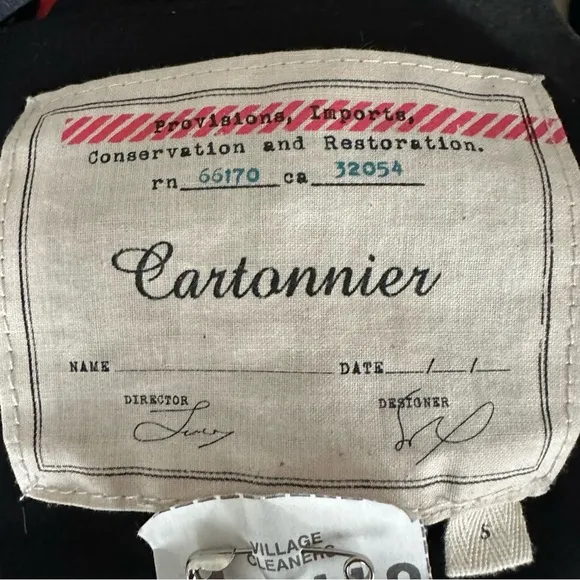 Provisions, Imports,
Conservation and Restoration.
rn 66170 ca 32054
Cartonnier
NAME DATE / /
DIRECTOR DESIGNER
S
VILLAGE
CLEANERS